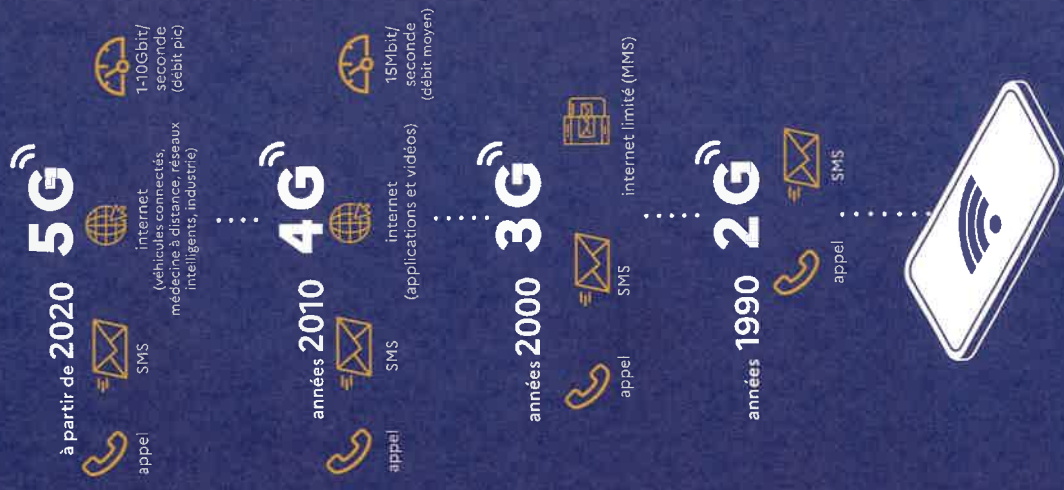 à partir de 2020 5G
appel
SMS
internet
(véhicules connectés,
médecine à distance, réseaux
intelligents, industrie)
1-10Gbit/
seconde
(débit pic)
années 2010 4G
appel
SMS
internet
(applications et vidéos)
15Mbit/
seconde
(débit moyen)
années 2000 3G
appel
SMS
internet limité (MMS)
années 1990 2G
appel
SMS